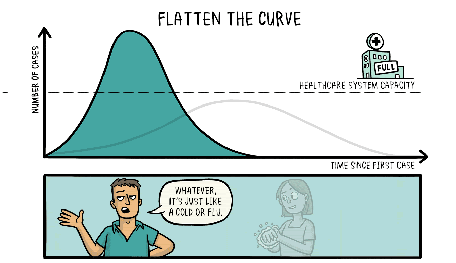 FLATTEN THE CURVE
NUMBER OF CASES
FULL
HEALTHCARE SYSTEM CAPACITY
TIME SINCE FIRST CASE
WHATEVER,
IT'S JUST LIKE
A COLD OR FLU.